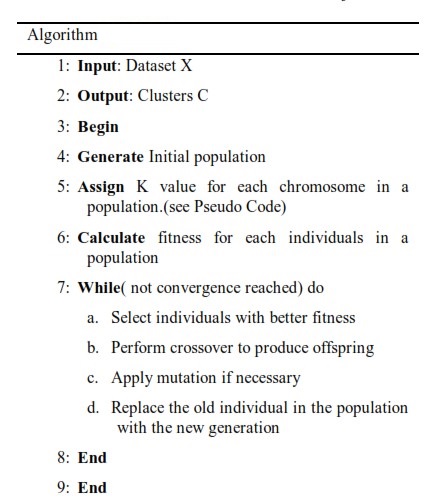 Algorithm
1: Input: Dataset X
2: Output: Clusters C
3: Begin
4: Generate Initial population
5: Assign K value for each chromosome in a
population.(see Pseudo Code)
6: Calculate fitness for each individuals in a
population
7: While( not convergence reached) do
a. Select individuals with better fitness
b. Perform crossover to produce offspring
c. Apply mutation if necessary
d. Replace the old individual in the population
with the new generation
8: End
9: End